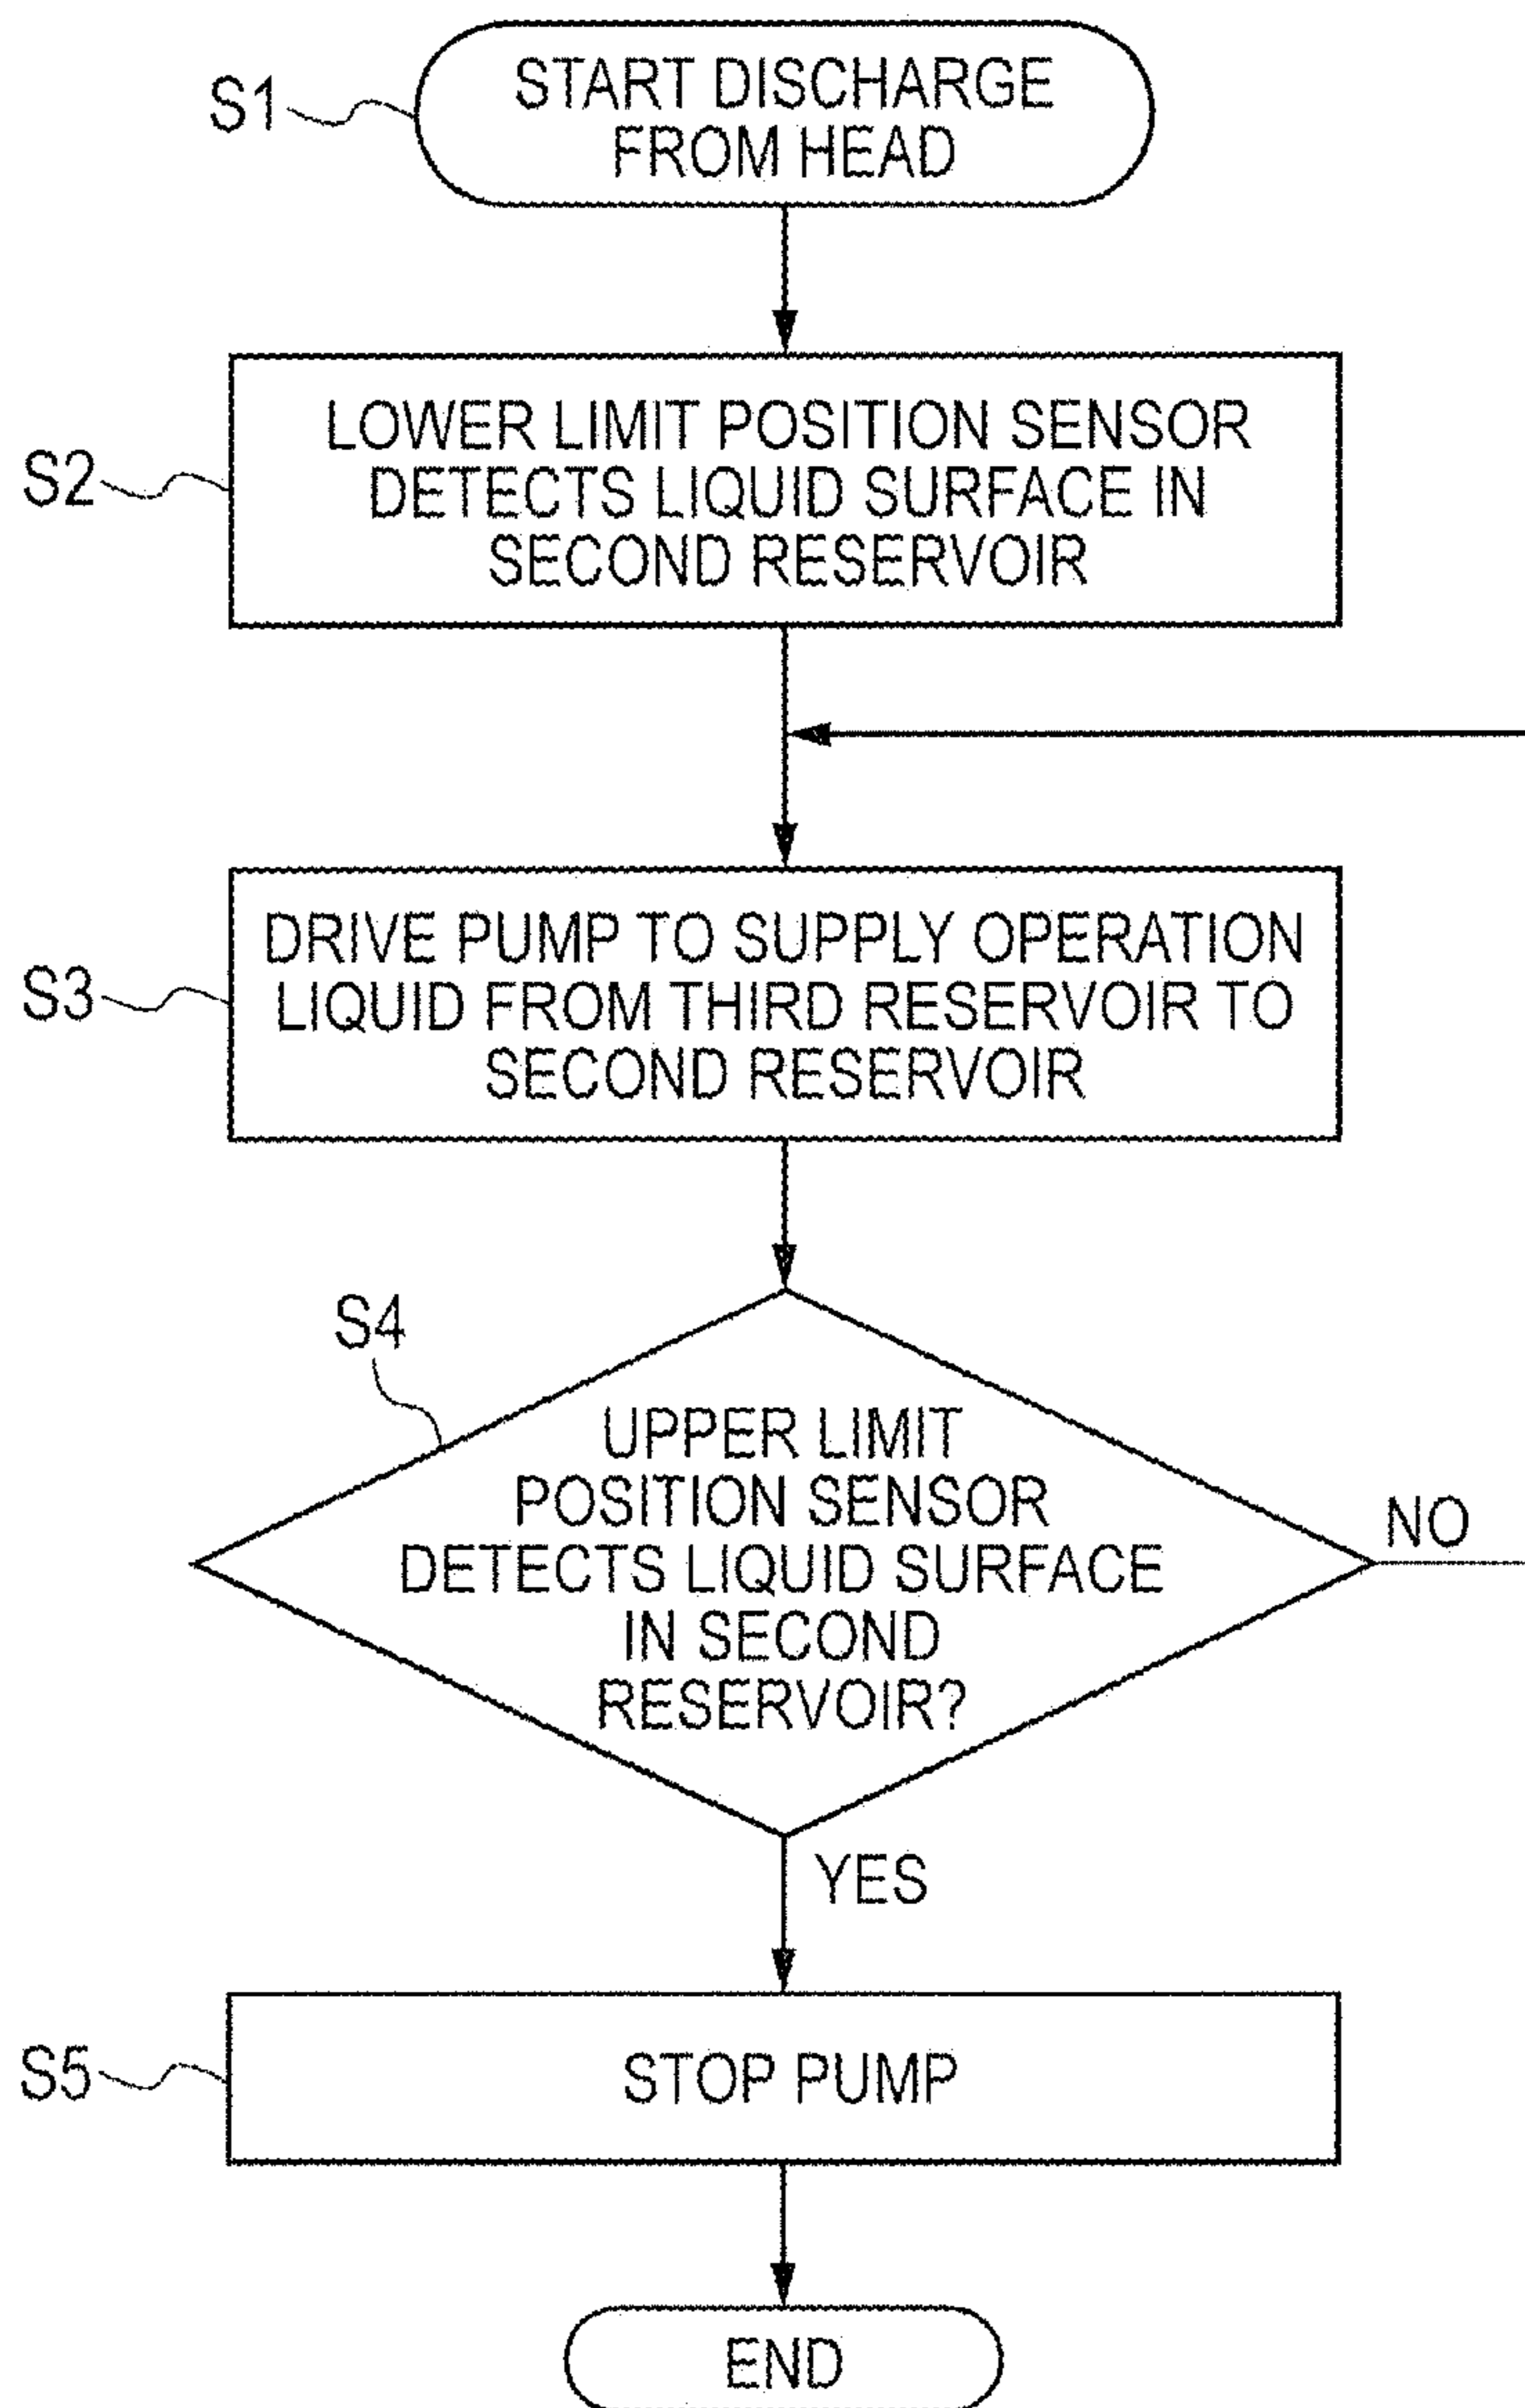 S1
START DISCHARGE
FROM HEAD
S2
LOWER LIMIT POSITION SENSOR
DETECTS LIQUID SURFACE IN
SECOND RESERVOIR
S3
DRIVE PUMP TO SUPPLY OPERATION
LIQUID FROM THIRD RESERVOIR TO
SECOND RESERVOIR
S4
UPPER LIMIT
POSITION SENSOR
DETECTS LIQUID SURFACE
IN SECOND
RESERVOIR?
NO
YES
S5
STOP PUMP
END